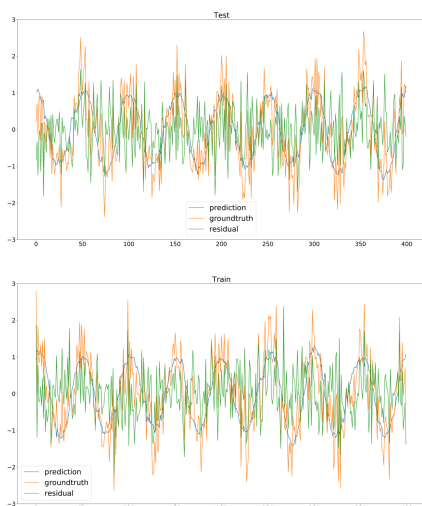 Test
3
2
1
0
−1
−2
−3
prediction
groundtruth
residual
0 50 100 150 200 250 300 350 400
Train
3
2
1
0
−1
−2
−3
prediction
groundtruth
residual